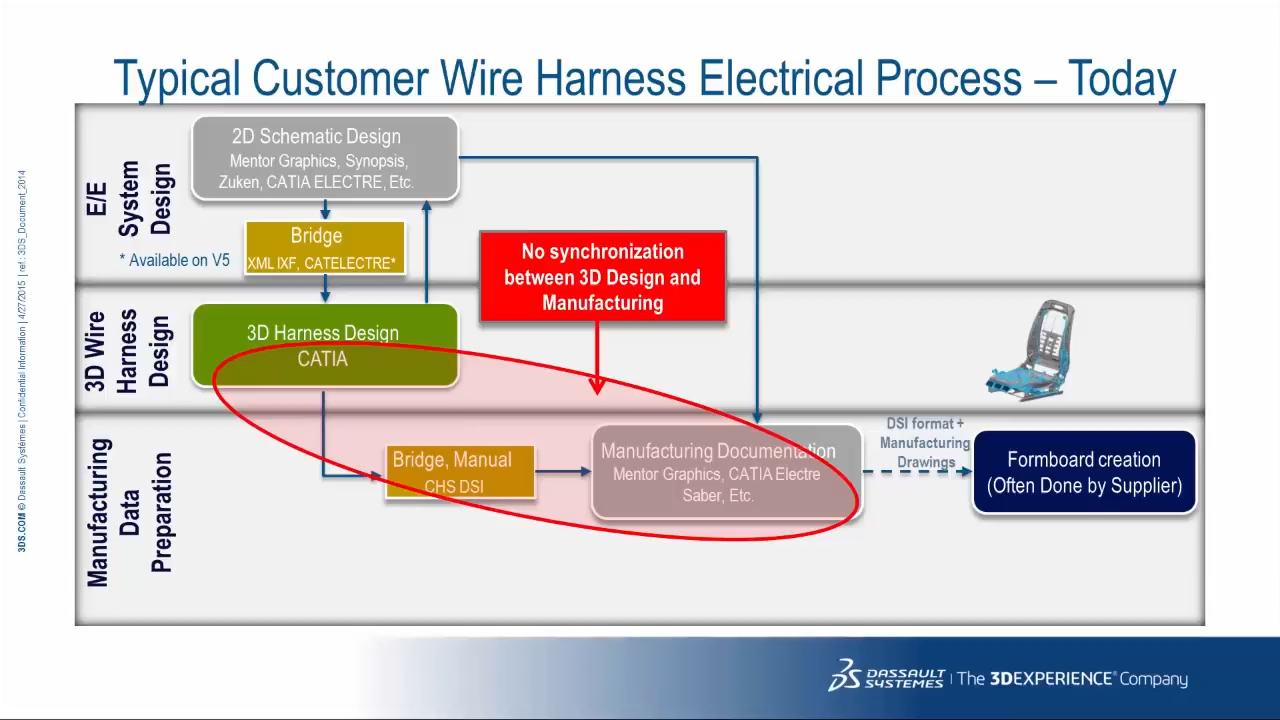 Typical Customer Wire Harness Electrical Process – Today
E/E
System
Design
2D Schematic Design
Mentor Graphics, Synopsis,
Zuken, CATIA ELECTRE, Etc.
Bridge
XML IXF, CATELECTRE*
* Available on V5
No synchronization
between 3D Design and
Manufacturing
3D Wire
Harness
Design
3D Harness Design
CATIA
Manufacturing
Data
Preparation
Bridge, Manual
CHS DSI
Manufacturing Documentation
Mentor Graphics, CATIA Electre
Saber, Etc.
DSI format +
Manufacturing
Drawings
Formboard creation
(Often Done by Supplier)
3DS.COM © Dassault Systèmes | Confidential Information | 4/27/2015 | ref.: 3DS_Document_2014
DASSAULT
SYSTEMES
| The 3DEXPERIENCE® Company